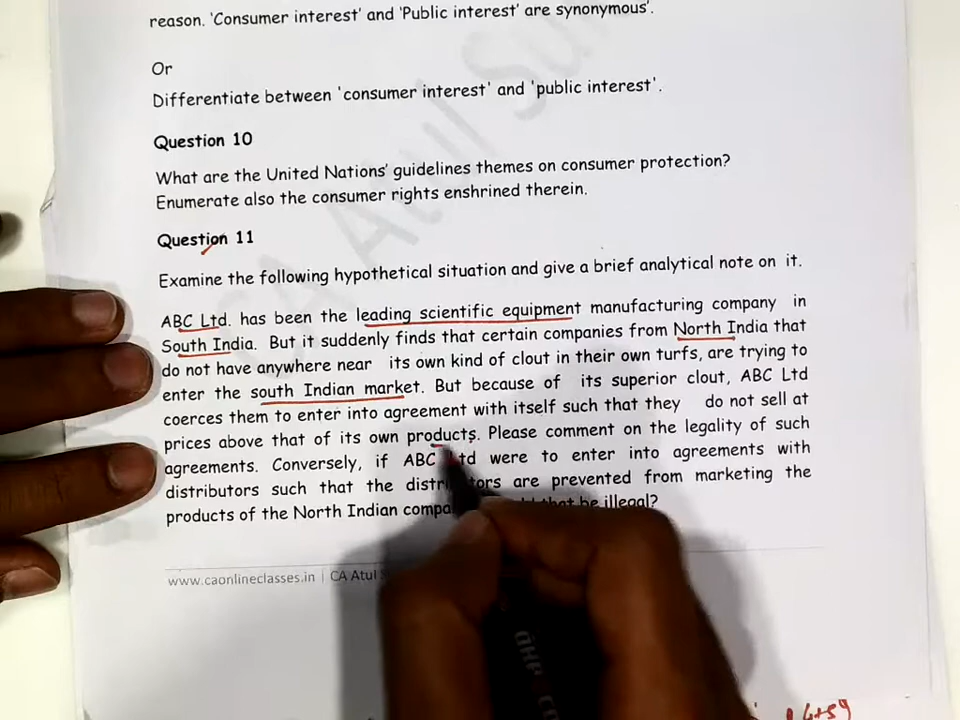 reason. 'Consumer interest' and 'Public interest' are synonymous'.
Or
Differentiate between 'consumer interest' and 'public interest'.
Question 10
What are the United Nations' guidelines themes on consumer protection?
Enumerate also the consumer rights enshrined therein.
Question 11
Examine the following hypothetical situation and give a brief analytical note on it.
ABC Ltd. has been the leading scientific equipment manufacturing company in
South India. But it suddenly finds that certain companies from North India that
do not have anywhere near its own kind of clout in their own turfs, are trying to
enter the south Indian market. But because of its superior clout, ABC Ltd
coerces them to enter into agreement with itself such that they do not sell at
prices above that of its own products. Please comment on the legality of such
agreements. Conversely, if ABC Ltd were to enter into agreements with
distributors such that the distributors are prevented from marketing the
products of the North Indian that be illegal?
www.caonlineclasses.in | CA Atul
CA Atul